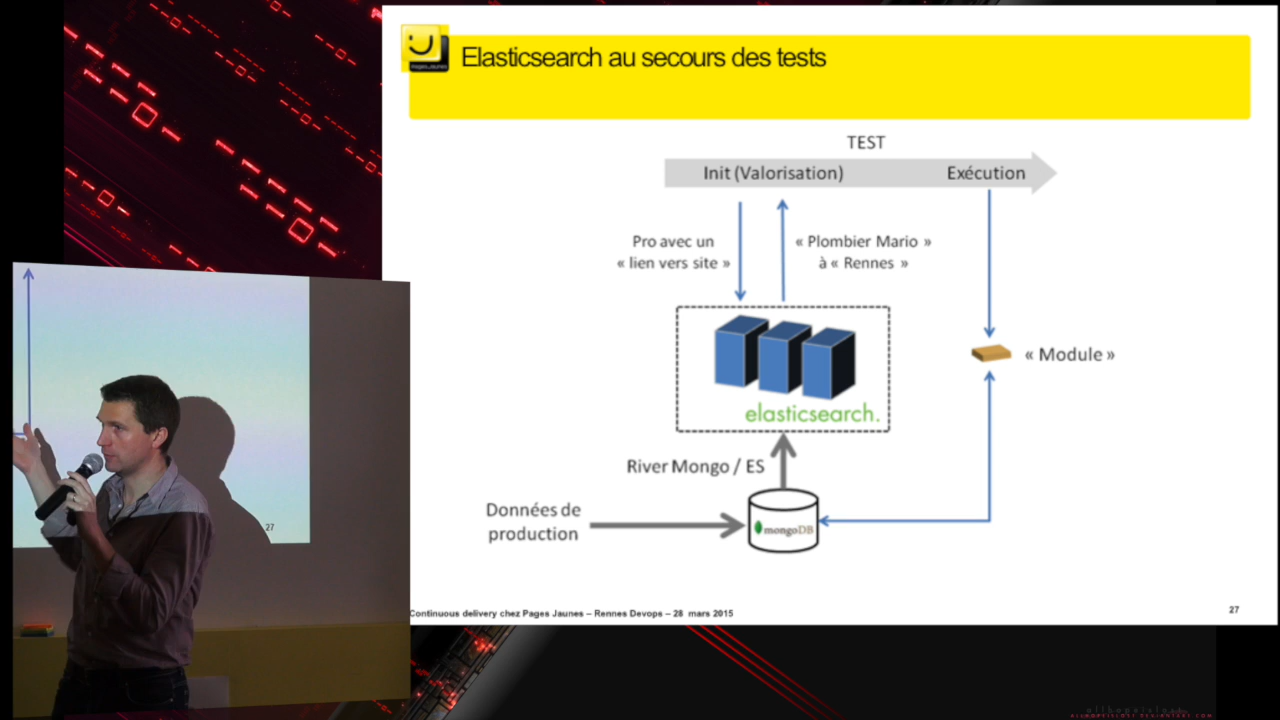 PagesJaunes
Elasticsearch au secours des tests
TEST
Init (Valorisation)
Exécution
Pro avec un
« lien vers site »
« Plombier Mario »
à « Rennes »
« Module »
elasticsearch.
River Mongo / ES
Données de
production
mongoDB
Continuous delivery chez Pages Jaunes – Rennes Devops – 28 mars 2015
27
27